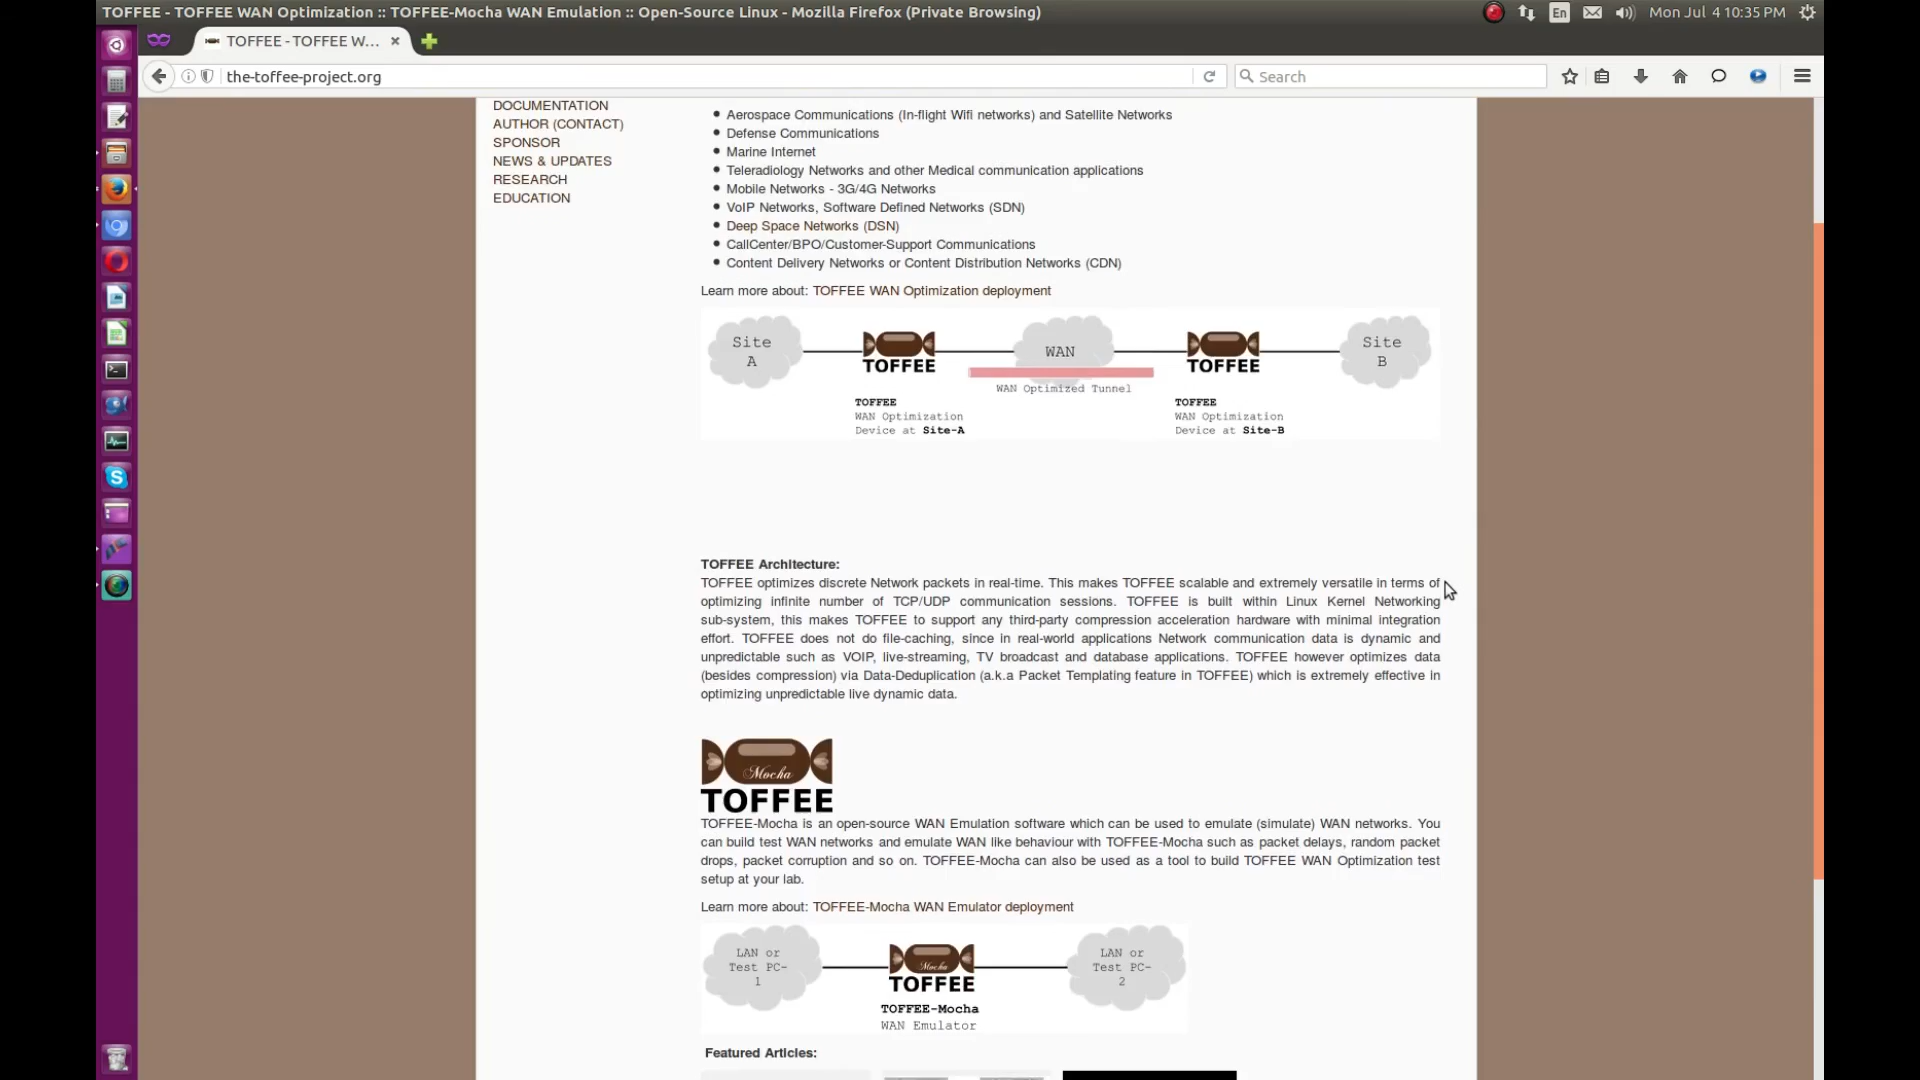 TOFFEE - TOFFEE WAN Optimization :: TOFFEE-Mocha WAN Emulation :: Open-Source Linux - Mozilla Firefox (Private Browsing)
En
Mon Jul 4 10:35 PM
TOFFEE - TOFFEE W...
the-toffee-project.org
Search
DOCUMENTATION
AUTHOR (CONTACT)
SPONSOR
NEWS & UPDATES
RESEARCH
EDUCATION
Aerospace Communications (In-flight Wifi networks) and Satellite Networks
Defense Communications
Marine Internet
Teleradiology Networks and other Medical communication applications
Mobile Networks - 3G/4G Networks
VoIP Networks, Software Defined Networks (SDN)
Deep Space Networks (DSN)
CallCenter/BPO/Customer-Support Communications
Content Delivery Networks or Content Distribution Networks (CDN)
Learn more about: TOFFEE WAN Optimization deployment
Site A
TOFFEE
WAN
TOFFEE
Site B
WAN Optimized Tunnel
TOFFEE
WAN Optimization
Device at Site-A
TOFFEE
WAN Optimization
Device at Site-B
TOFFEE Architecture:
TOFFEE optimizes discrete Network packets in real-time. This makes TOFFEE scalable and extremely versatile in terms of
optimizing infinite number of TCP/UDP communication sessions. TOFFEE is built within Linux Kernel Networking
sub-system, this makes TOFFEE to support any third-party compression acceleration hardware with minimal integration
effort. TOFFEE does not do file-caching, since in real-world applications Network communication data is dynamic and
unpredictable such as VOIP, live-streaming, TV broadcast and database applications. TOFFEE however optimizes data
(besides compression) via Data-Deduplication (a.k.a Packet Templating feature in TOFFEE) which is extremely effective in
optimizing unpredictable live dynamic data.
Mocha
TOFFEE
TOFFEE-Mocha is an open-source WAN Emulation software which can be used to emulate (simulate) WAN networks. You
can build test WAN networks and emulate WAN like behaviour with TOFFEE-Mocha such as packet delays, random packet
drops, packet corruption and so on. TOFFEE-Mocha can also be used as a tool to build TOFFEE WAN Optimization test
setup at your lab.
Learn more about: TOFFEE-Mocha WAN Emulator deployment
LAN or
Test PC-
1
Mocha
TOFFEE
LAN or
Test PC-
2
TOFFEE-Mocha
WAN Emulator
Featured Articles: